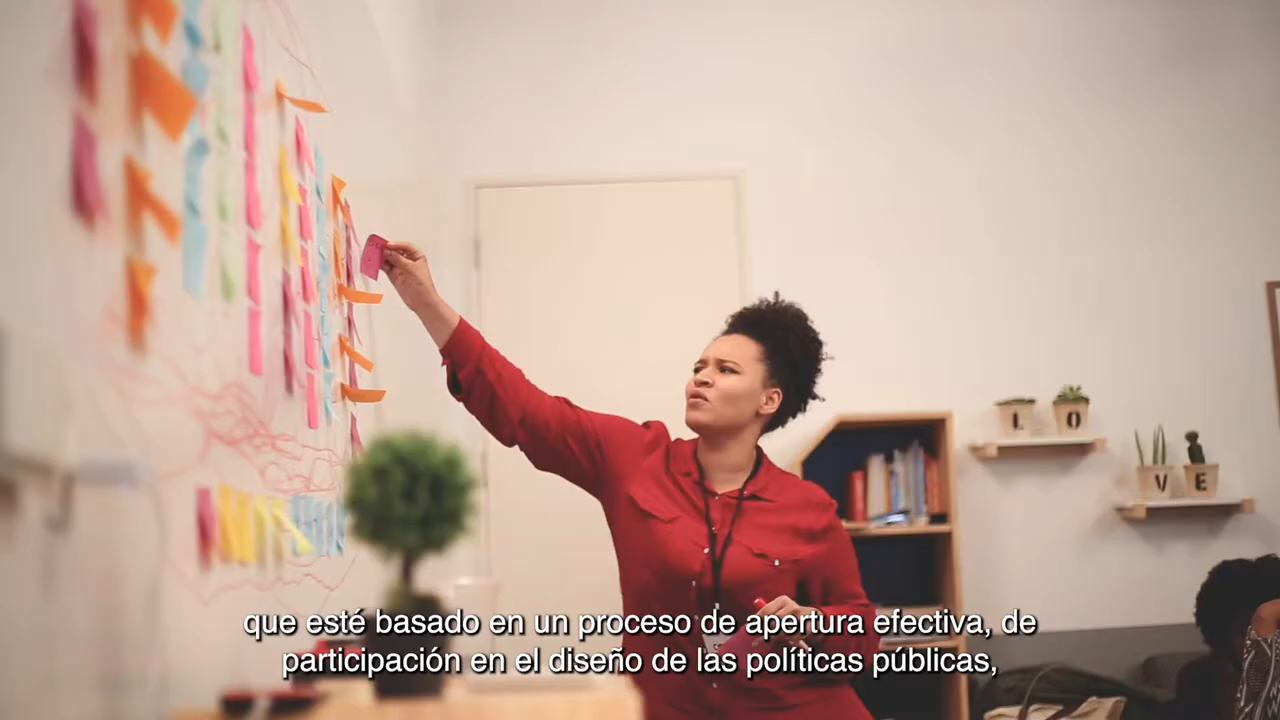 L O
V E
que esté basado en un proceso de apertura efectiva, de
participación en el diseño de las políticas públicas,